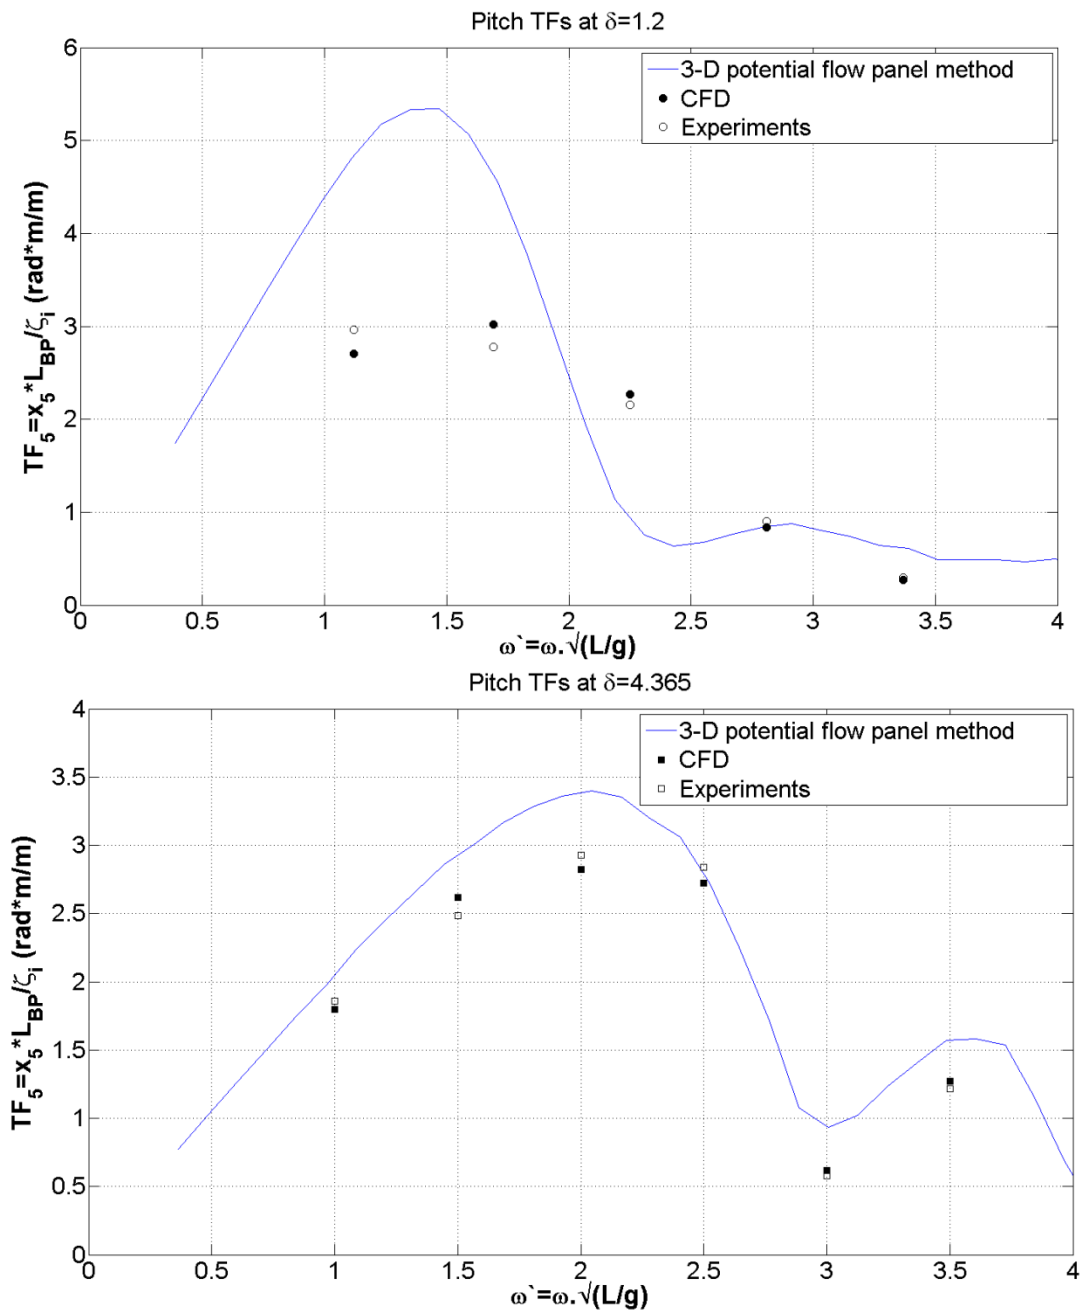 Pitch TFs at δ=1.2
6
5
4
3
2
1
0
TF5=x5*LBP/ζi (rad*m/m)
3-D potential flow panel method
CFD
Experiments
0 0.5 1 1.5 2 2.5 3 3.5 4
ω`=ω.√(L/g)
Pitch TFs at δ=4.365
4
3.5
3
2.5
2
1.5
1
0.5
0
TF5=x5*LBP/ζi (rad*m/m)
3-D potential flow panel method
CFD
Experiments
0 0.5 1 1.5 2 2.5 3 3.5 4
ω`=ω.√(L/g)